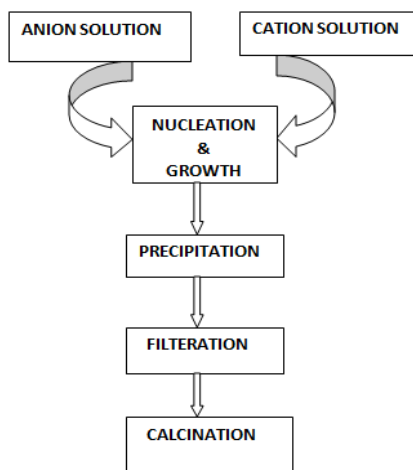 ANION SOLUTION
CATION SOLUTION
NUCLEATION
&
GROWTH
PRECIPITATION
FILTERATION
CALCINATION